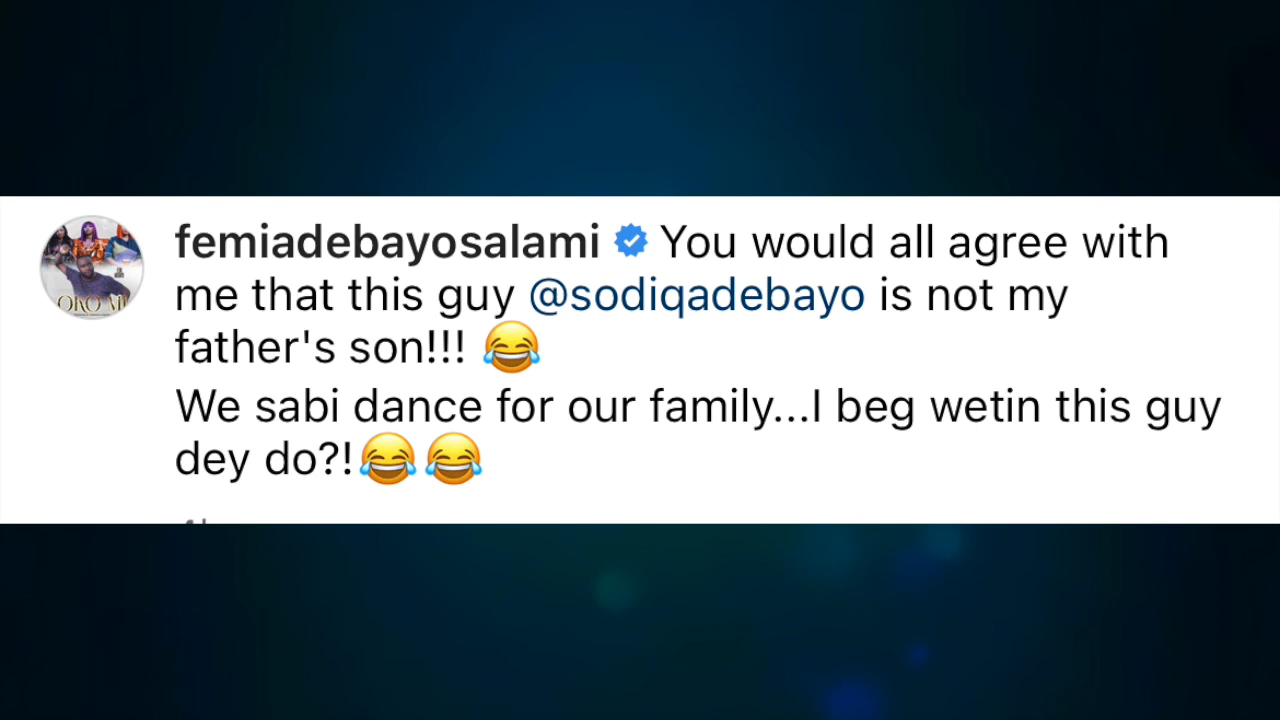 femiadebayosalami You would all agree with
me that this guy @sodiqadebayo is not my
father's son!!! 😂
We sabi dance for our family...I beg wetin this guy
dey do?!😂😂